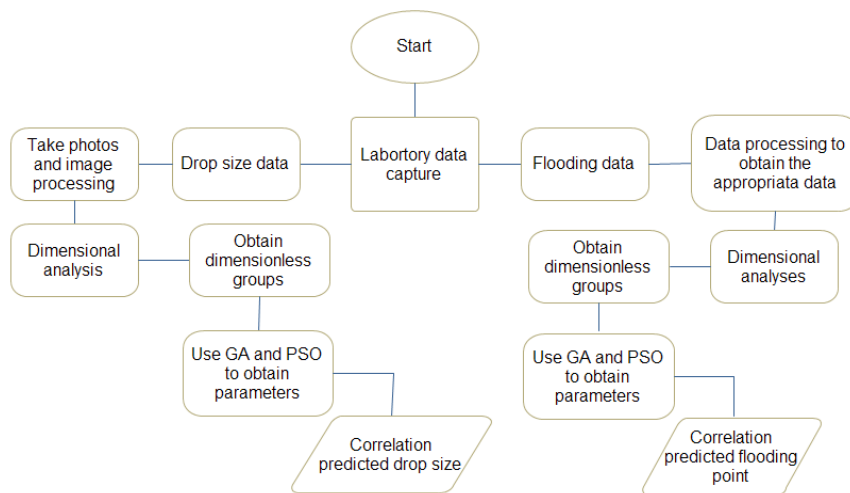 Start
Take photos
and image
processing
Drop size data
Labortory data
capture
Flooding data
Data processing to
obtain the
appropriata data
Dimensional
analysis
Obtain
dimensionless
groups
Obtain
dimensionless
groups
Dimensional
analyses
Use GA and PSO
to obtain
parameters
Use GA and PSO
to obtain
parameters
Correlation
predicted drop size
Correlation
predicted flooding
point